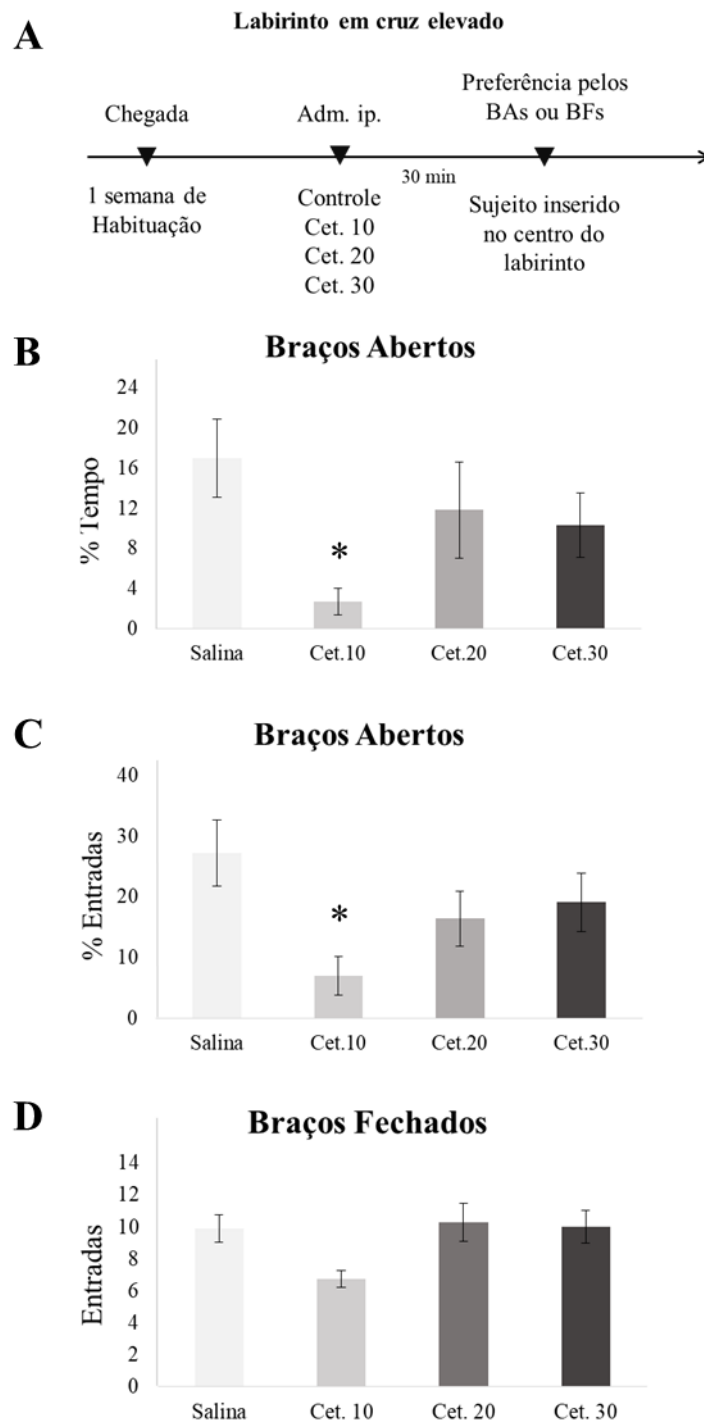 Labirinto em cruz elevado
A
Preferência pelos
BAs ou BFs
Chegada
Adm. ip.
30 min
1 semana de
Habituação
Controle
Cet. 10
Cet. 20
Cet. 30
Sujeito inserido
no centro do
labirinto
B
Braços Abertos
% Tempo
24
20
16
12
8
4
0
*
Salina Cet.10 Cet.20 Cet.30
C
Braços Abertos
% Entradas
40
30
20
10
0
*
Salina Cet.10 Cet.20 Cet.30
D
Braços Fechados
Entradas
14
12
10
8
6
4
2
0
Salina Cet. 10 Cet. 20 Cet. 30